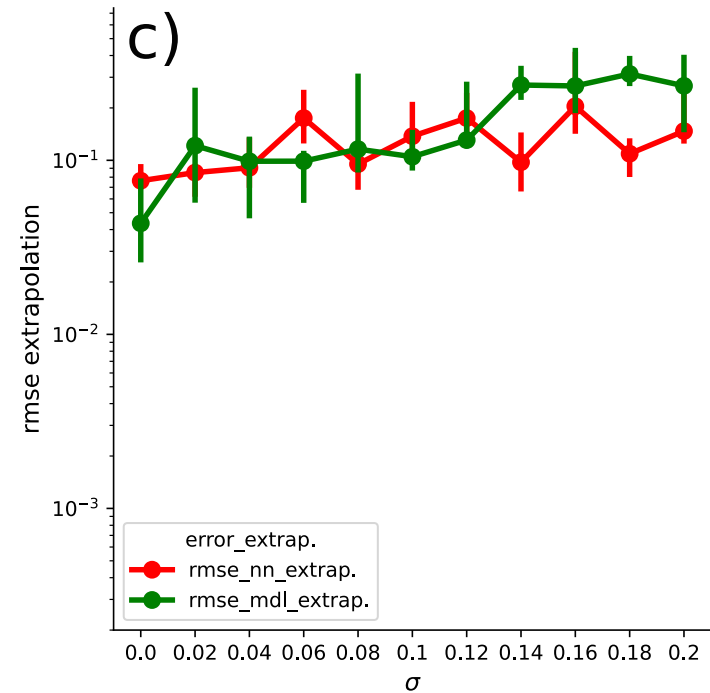 c)
rmse extrapolation
10⁻¹
10⁻²
10⁻³
error_extrap.
rmse_nn_extrap.
rmse_mdl_extrap.
0.0 0.02 0.04 0.06 0.08 0.1 0.12 0.14 0.16 0.18 0.2
σ